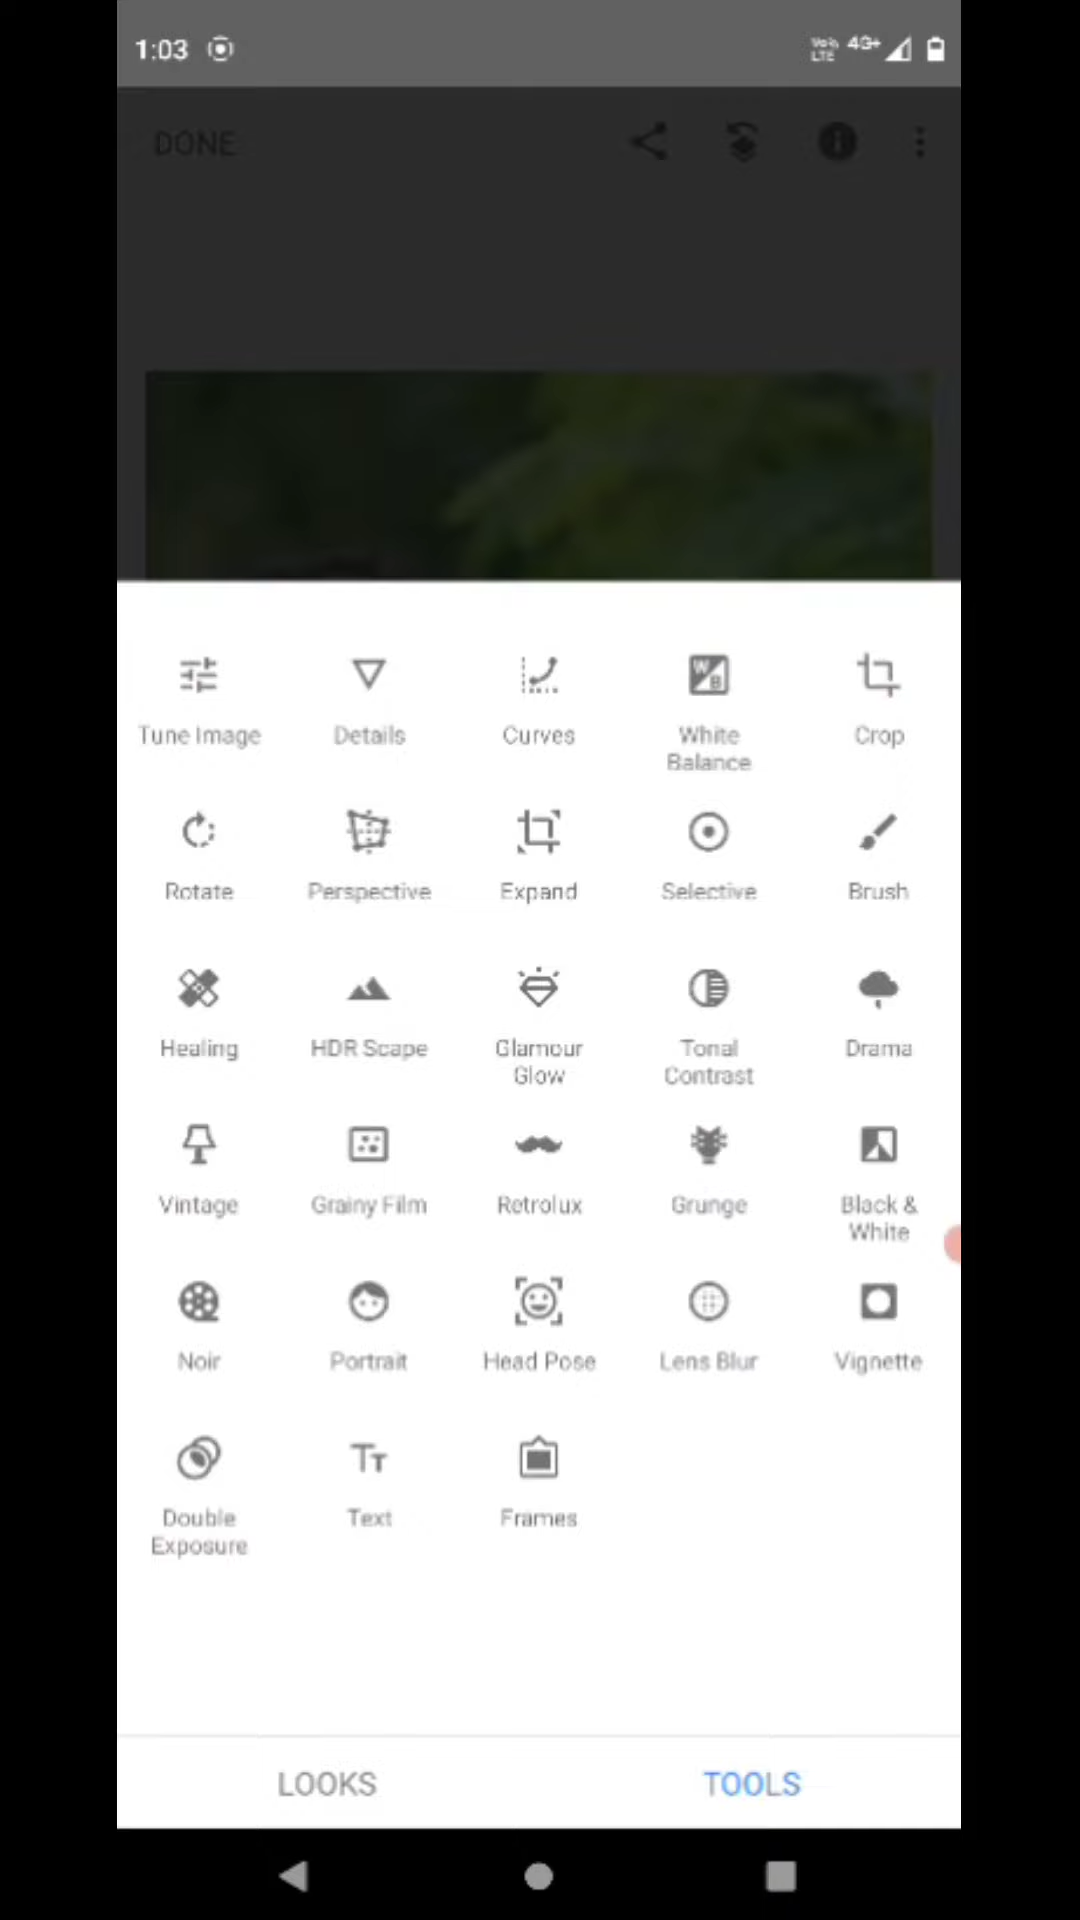 1:03 VoLTE 4G+
DONE
Tune Image Details Curves White Balance Crop
Rotate Perspective Expand Selective Brush
Healing HDR Scape Glamour Glow Tonal Contrast Drama
Vintage Grainy Film Retrolux Grunge Black & White
Noir Portrait Head Pose Lens Blur Vignette
Double Exposure Text Frames
LOOKS TOOLS